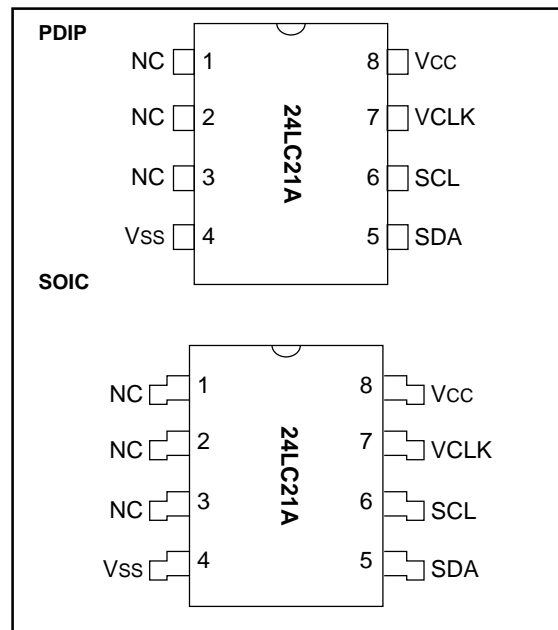 PDIP
NC 1 8 VCC
NC 2 7 VCLK
NC 3 6 SCL
VSS 4 5 SDA
24LC21A
SOIC
NC 1 8 VCC
NC 2 7 VCLK
NC 3 6 SCL
VSS 4 5 SDA
24LC21A